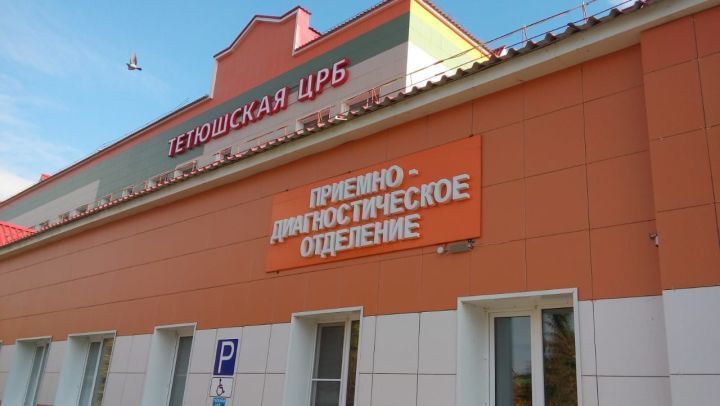 ТЕТЮШСКАЯ ЦРБ
ПРИЕМНО-
ДИАГНОСТИЧЕСКОЕ
ОТДЕЛЕНИЕ
P